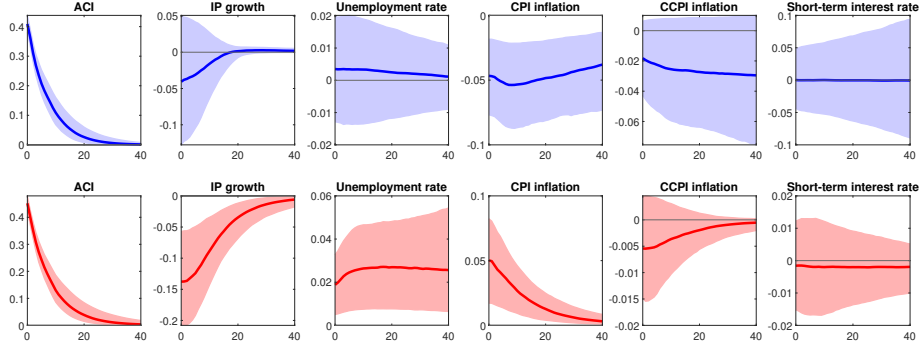 ACI IP growth Unemployment rate CPI inflation CCPI inflation Short-term interest rate
0.4 0.3 0.2 0.1 0
0.05 0 -0.05 -0.1
0.02 0.01 0 -0.01 0.02
0 -0.05 -0.1
0 -0.02 -0.04 -0.06
0.1 0.05 0 -0.05 -0.1
0 20 40 0 20 40 0 20 40 0 20 40 0 20 40 0 20 40
ACI IP growth Unemployment rate CPI inflation CCPI inflation Short-term interest rate
0.4 0.3 0.2 0.1 0
0 -0.05 -0.1 -0.15 -0.2
0.06 0.04 0.02 0
0.1 0.05 0
0 -0.005 -0.01 -0.015 -0.02
0.02 0.01 0 -0.01 -0.02
0 20 40 0 20 40 0 20 40 0 20 40 0 20 40 0 20 40